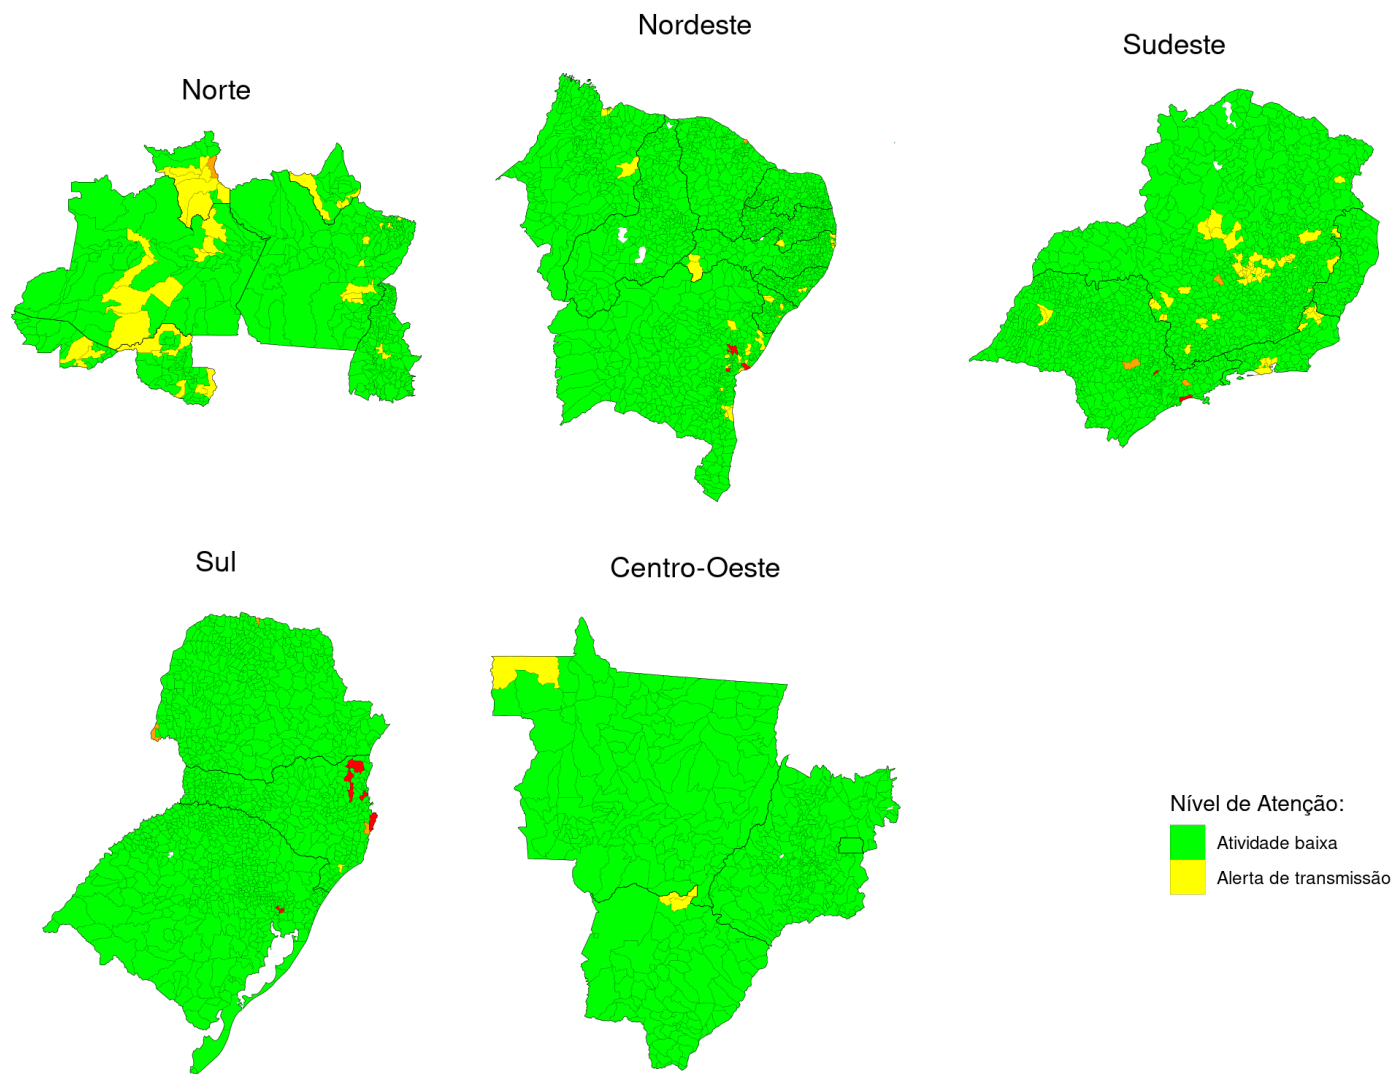 Nordeste
Sudeste
Norte
Sul
Centro-Oeste
Nível de Atenção:
Atividade baixa
Alerta de transmissão